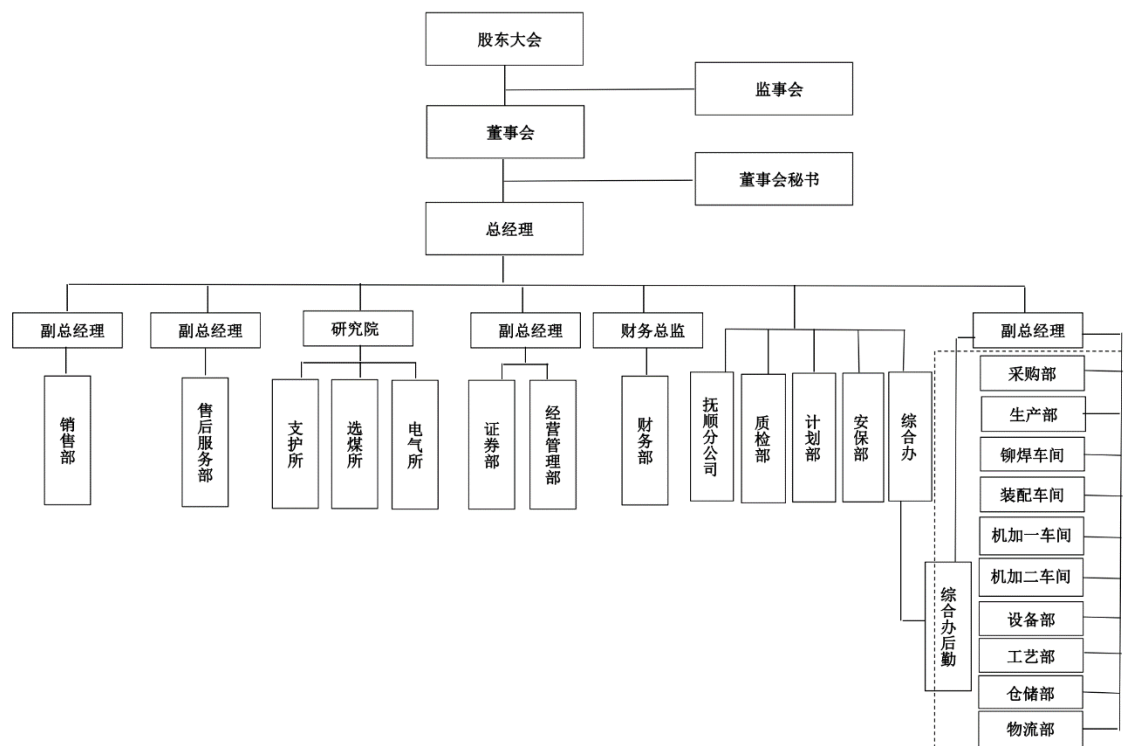 股东大会
监事会
董事会
董事会秘书
总经理
副总经理
副总经理
研究院
副总经理
财务总监
副总经理
销售部
售后服务部
支护所
选煤所
电气所
证券部
经营管理部
财务部
抚顺分公司
质检部
计划部
安保部
综合办
综合办后勤
采购部
生产部
铆焊车间
装配车间
机加一车间
机加二车间
设备部
工艺部
仓储部
物流部